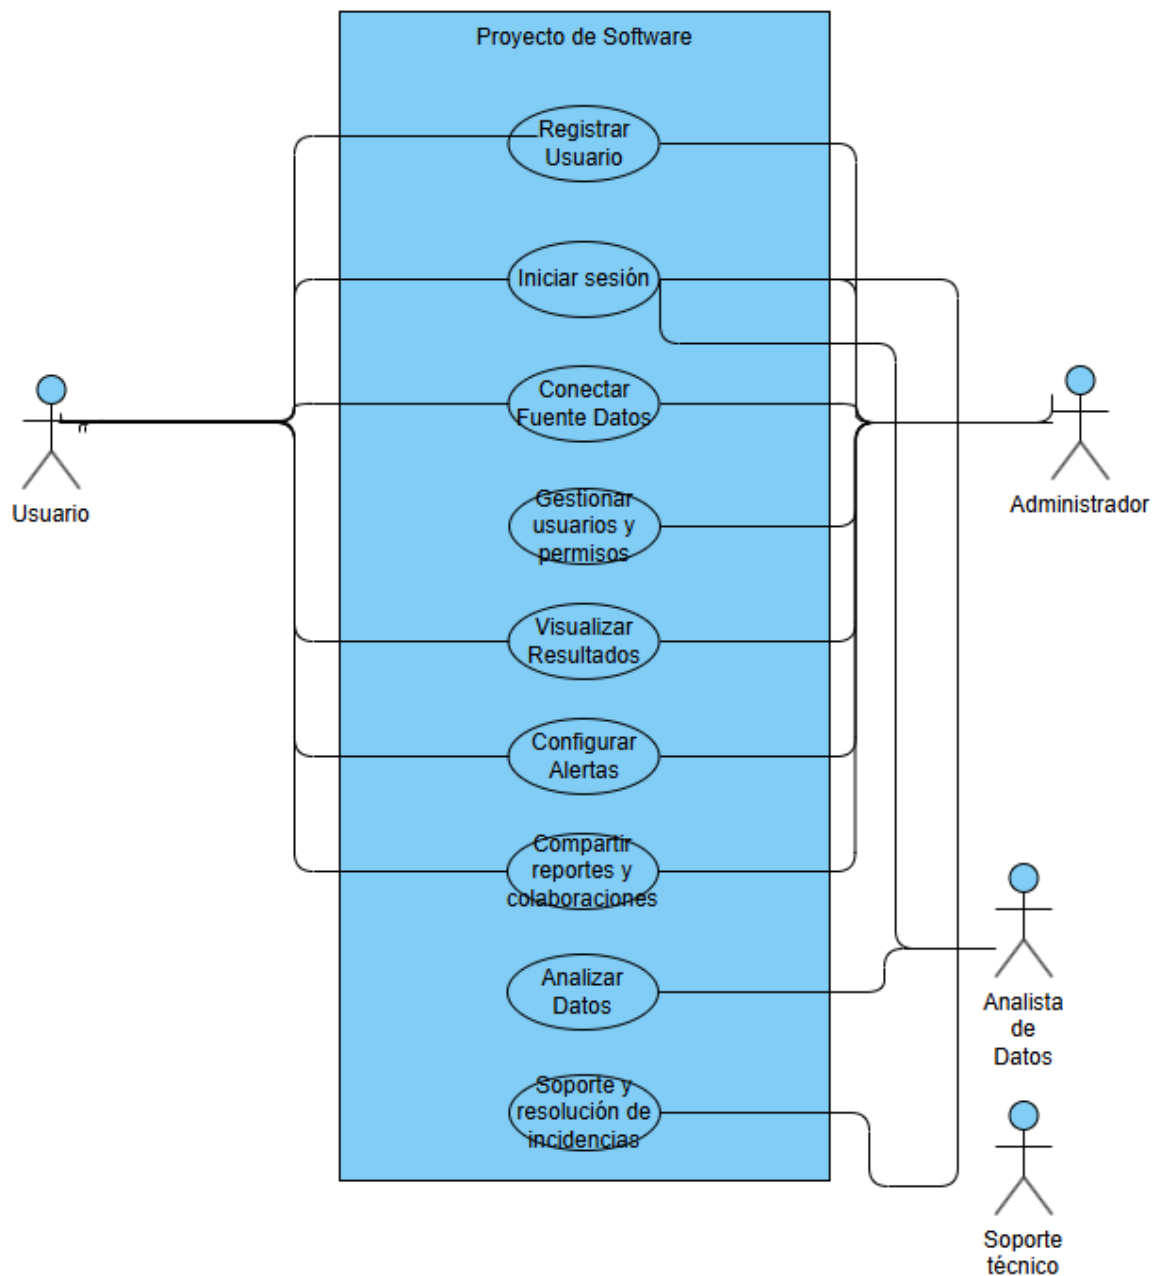 Proyecto de Software
Registrar
Usuario
Iniciar sesión
Conectar
Fuente Datos
Usuario
Administrador
Gestionar
usuarios y
permisos
Visualizar
Resultados
Configurar
Alertas
Compartir
reportes y
colaboraciones
Analizar
Datos
Analista
de
Datos
Soporte y
resolución de
incidencias
Soporte
técnico